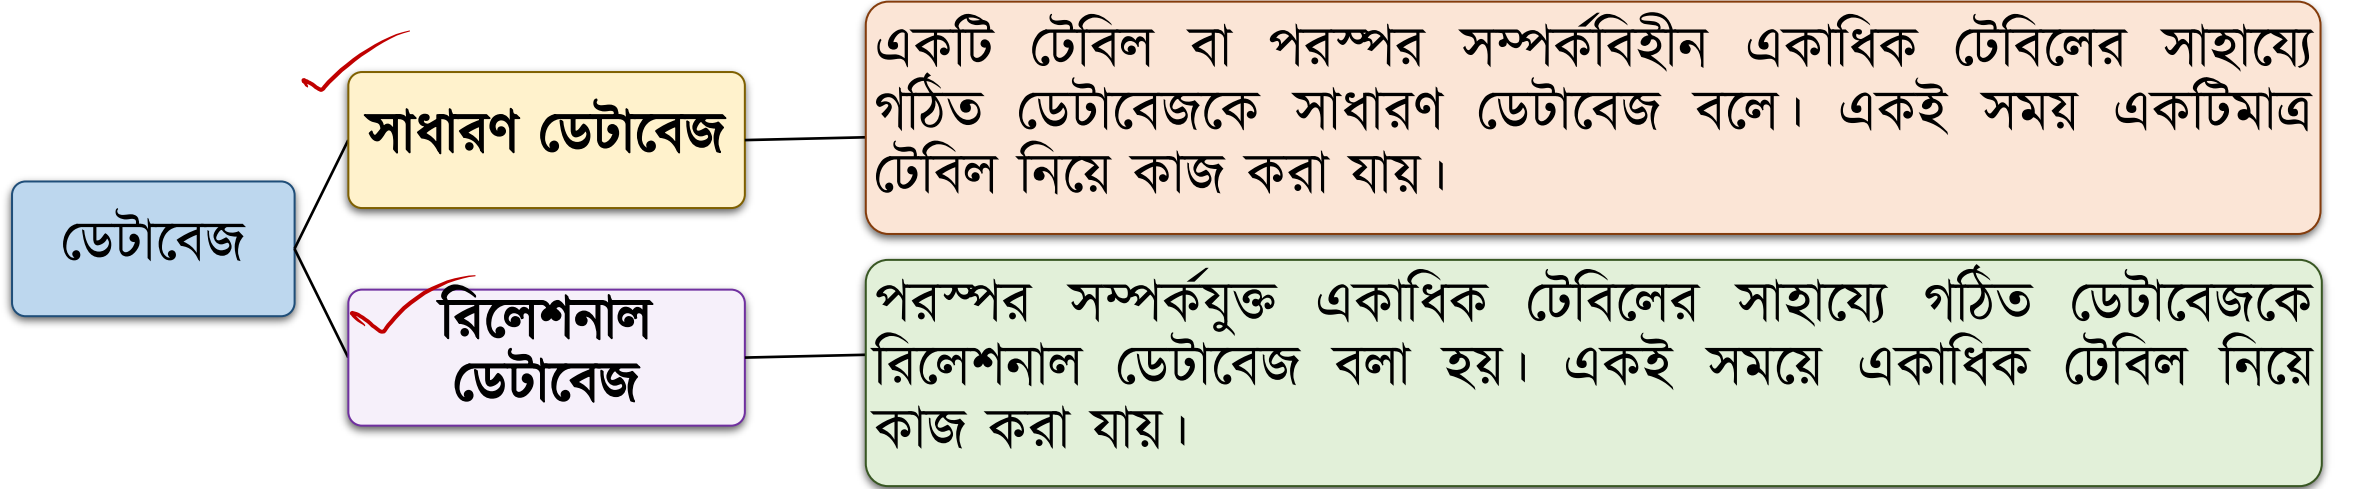 ডেটাবেজ
সাধারণ ডেটাবেজ
একটি টেবিল বা পরস্পর সম্পর্কবিহীন একাধিক টেবিলের সাহায্যে
গঠিত ডেটাবেজকে সাধারণ ডেটাবেজ বলে। একই সময় একটিমাত্র
টেবিল নিয়ে কাজ করা যায়।
রিলেশনাল
ডেটাবেজ
পরস্পর সম্পর্কযুক্ত একাধিক টেবিলের সাহায্যে গঠিত ডেটাবেজকে
রিলেশনাল ডেটাবেজ বলা হয়। একই সময়ে একাধিক টেবিল নিয়ে
কাজ করা যায়।